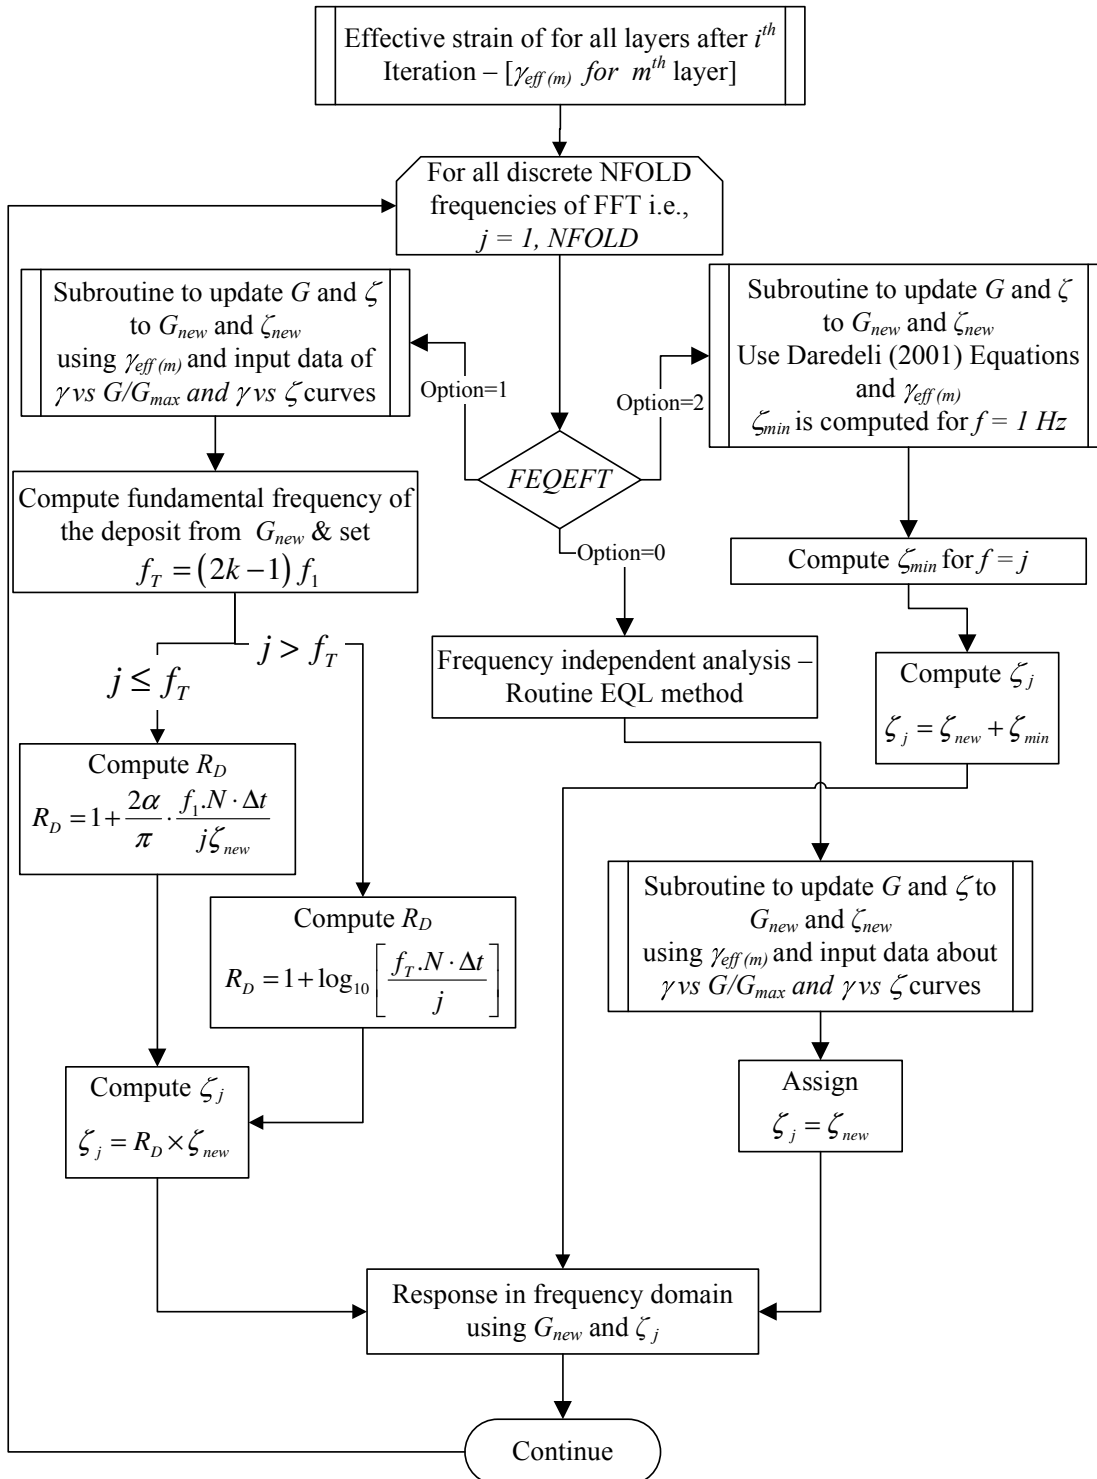 Effective strain of for all layers after i^th
Iteration – [γ_eff (m) for m^th layer]
For all discrete NFOLD
frequencies of FFT i.e.,
j = 1, NFOLD
Subroutine to update G and ζ
to G_new and ζ_new
using γ_eff (m) and input data of
γ vs G/G_max and γ vs ζ curves
Option=1
FEQEFT
Option=2
Option=0
Subroutine to update G and ζ
to G_new and ζ_new
Use Daredeli (2001) Equations
and γ_eff (m)
ζ_min is computed for f = 1 Hz
Compute fundamental frequency of
the deposit from G_new & set
f_T = (2k − 1) f_1
j ≤ f_T
j > f_T
Compute ζ_min for f = j
Frequency independent analysis –
Routine EQL method
Compute ζ_j
ζ_j = ζ_new + ζ_min
Compute R_D
R_D = 1 + 2α/π · f_1.N · Δt / jζ_new
Compute R_D
R_D = 1 + log_10 [f_T.N · Δt / j]
Subroutine to update G and ζ to
G_new and ζ_new
using γ_eff (m) and input data about
γ vs G/G_max and γ vs ζ curves
Compute ζ_j
ζ_j = R_D × ζ_new
Assign
ζ_j = ζ_new
Response in frequency domain
using G_new and ζ_j
Continue